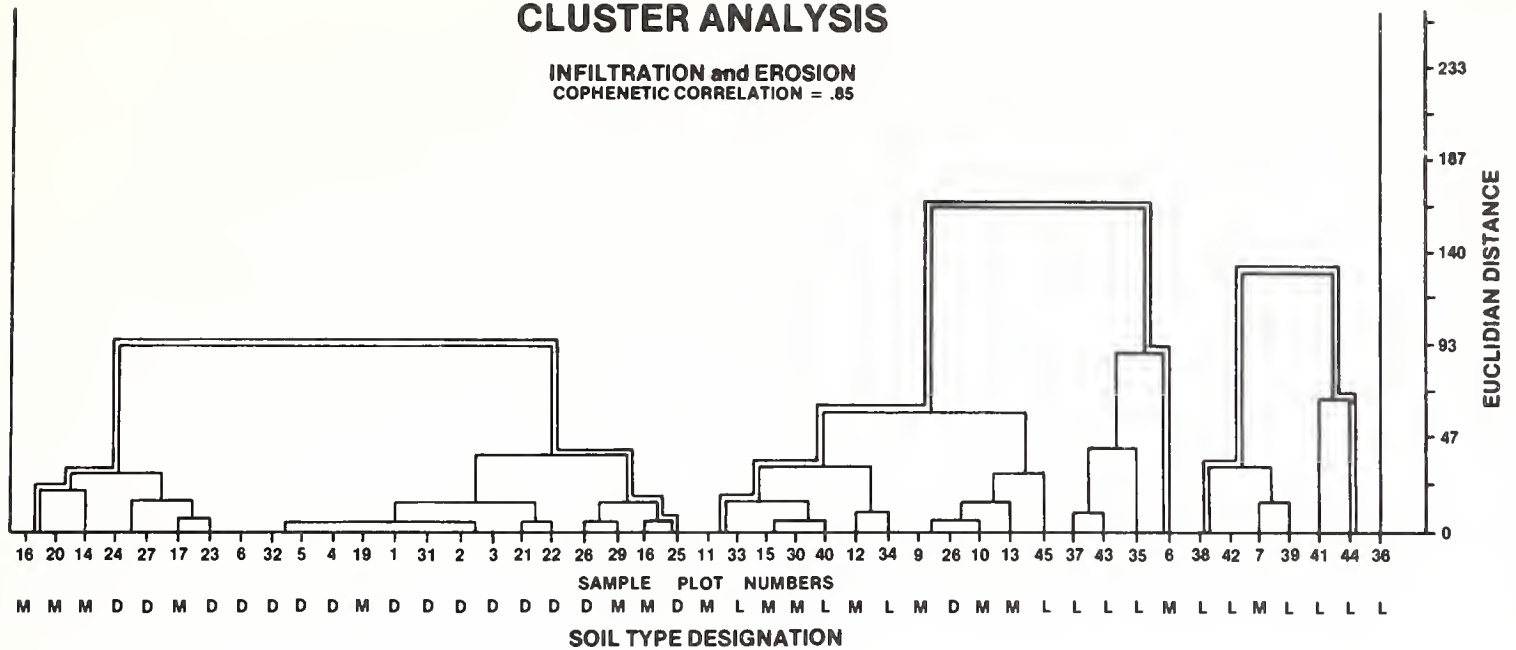 CLUSTER ANALYSIS
INFILTRATION and EROSION
COPHENETIC CORRELATION = .85
233
187
140
93
47
0
EUCLIDIAN DISTANCE
16 20 14 24 27 17 23 6 32 5 4 19 1 31 2 3 21 22 26 29 16 25 11 33 15 30 40 12 34 9 26 10 13 45 37 43 35 6 38 42 7 39 41 44 36
SAMPLE PLOT NUMBERS
M M M D D M D D D D D M D D D D D D D M M D M L M M L M L M D M M L L L L M L L M L L L L
SOIL TYPE DESIGNATION